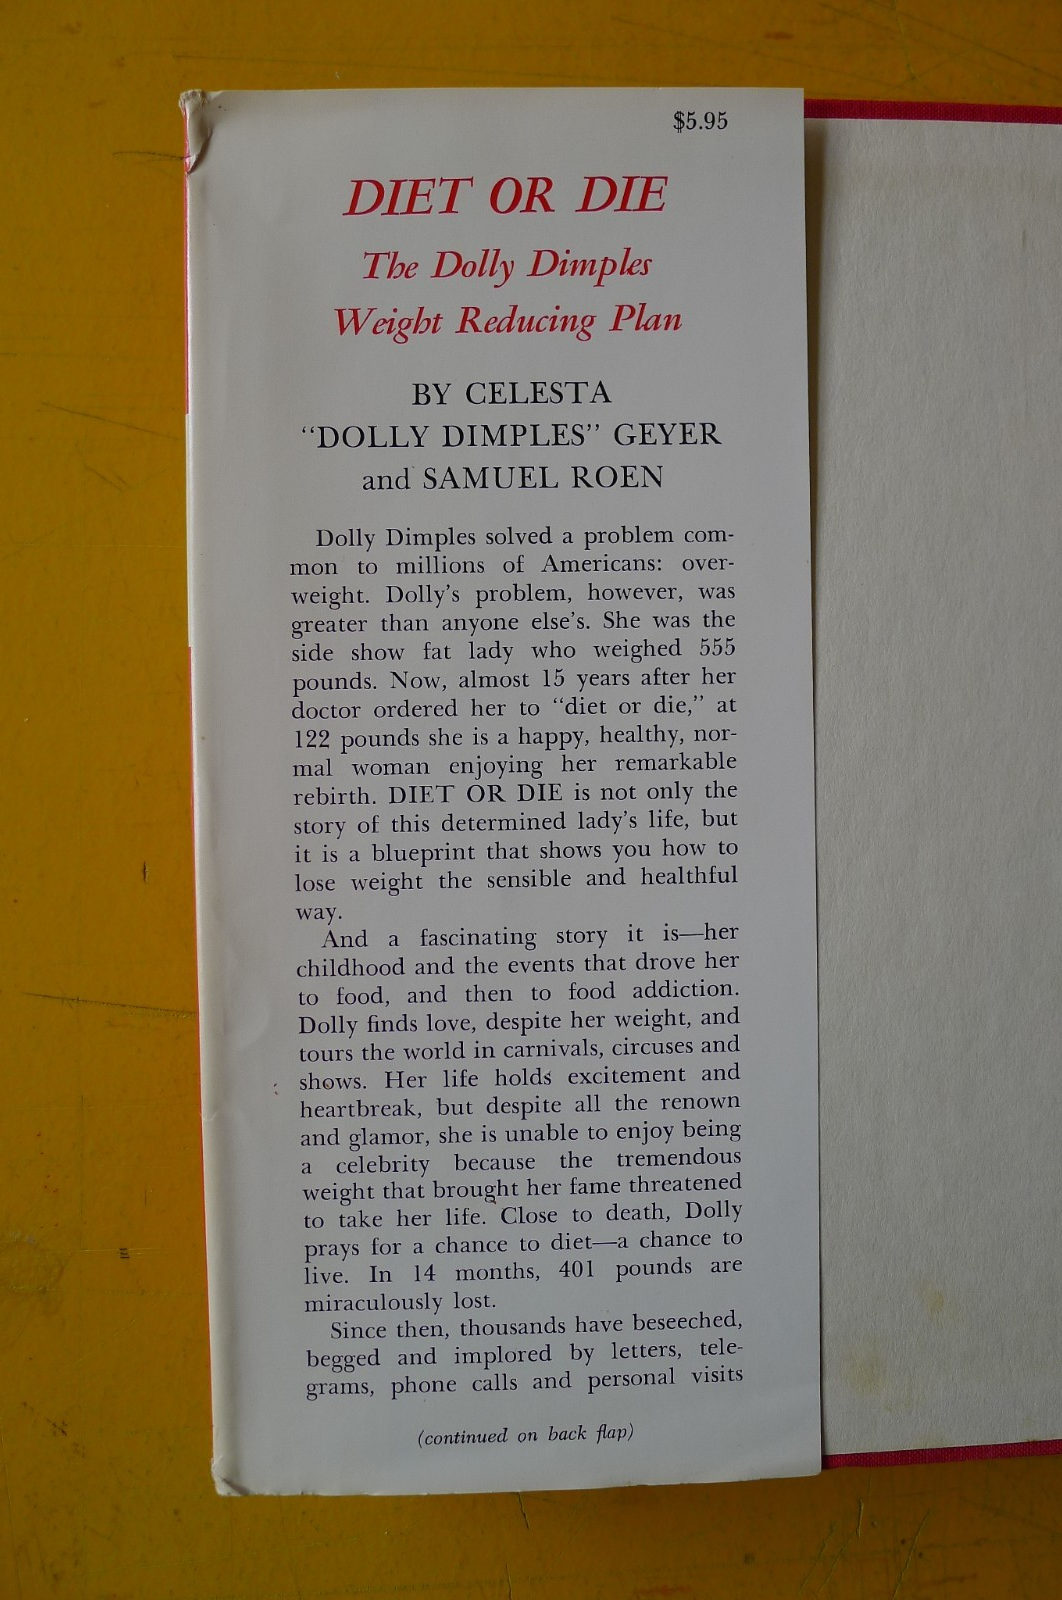 $5.95
DIET OR DIE
The Dolly Dimples
Weight Reducing Plan
BY CELESTA
“DOLLY DIMPLES” GEYER
and SAMUEL ROEN
Dolly Dimples solved a problem com-
mon to millions of Americans: over-
weight. Dolly’s problem, however, was
greater than anyone else’s. She was the
side show fat lady who weighed 555
pounds. Now, almost 15 years after her
doctor ordered her to “diet or die,” at
122 pounds she is a happy, healthy, nor-
mal woman enjoying her remarkable
rebirth. DIET OR DIE is not only the
story of this determined lady’s life, but
it is a blueprint that shows you how to
lose weight the sensible and healthful
way.
And a fascinating story it is—her
childhood and the events that drove her
to food, and then to food addiction.
Dolly finds love, despite her weight, and
tours the world in carnivals, circuses and
shows. Her life holds excitement and
heartbreak, but despite all the renown
and glamor, she is unable to enjoy being
a celebrity because the tremendous
weight that brought her fame threatened
to take her life. Close to death, Dolly
prays for a chance to diet—a chance to
live. In 14 months, 401 pounds are
miraculously lost.
Since then, thousands have beseeched,
begged and implored by letters, tele-
grams, phone calls and personal visits
(continued on back flap)